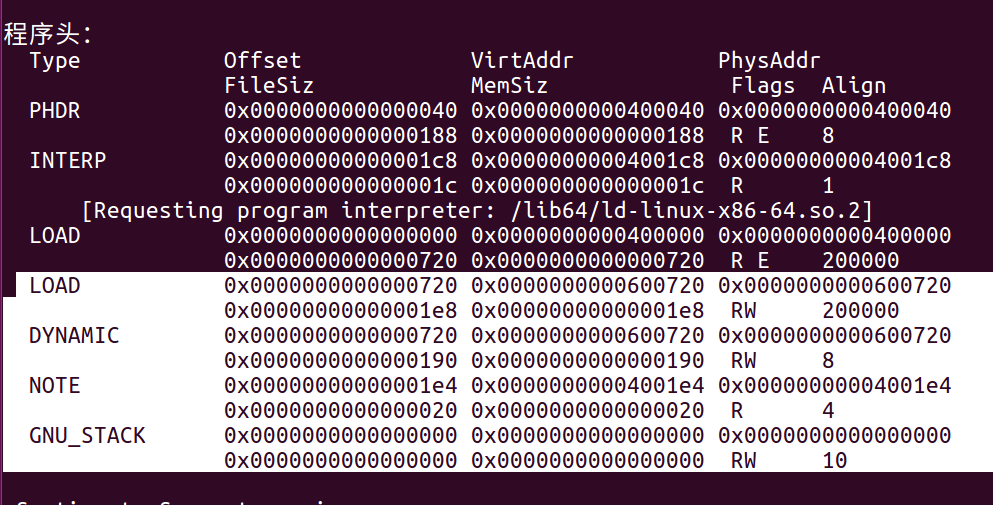 程序头：
Type Offset VirtAddr PhysAddr
FileSiz MemSiz Flags Align
PHDR 0x0000000000000040 0x0000000000400040 0x0000000000400040
0x0000000000000188 0x0000000000000188 R E 8
INTERP 0x00000000000001c8 0x00000000004001c8 0x00000000004001c8
0x000000000000001c 0x000000000000001c R 1
[Requesting program interpreter: /lib64/ld-linux-x86-64.so.2]
LOAD 0x0000000000000000 0x0000000000400000 0x0000000000400000
0x0000000000000720 0x0000000000000720 R E 200000
LOAD 0x0000000000000720 0x0000000000600720 0x0000000000600720
0x00000000000001e8 0x00000000000001e8 RW 200000
DYNAMIC 0x0000000000000720 0x0000000000600720 0x0000000000600720
0x0000000000000190 0x0000000000000190 RW 8
NOTE 0x00000000000001e4 0x00000000004001e4 0x00000000004001e4
0x0000000000000020 0x0000000000000020 R 4
GNU_STACK 0x0000000000000000 0x0000000000000000 0x0000000000000000
0x0000000000000000 0x0000000000000000 RW 10